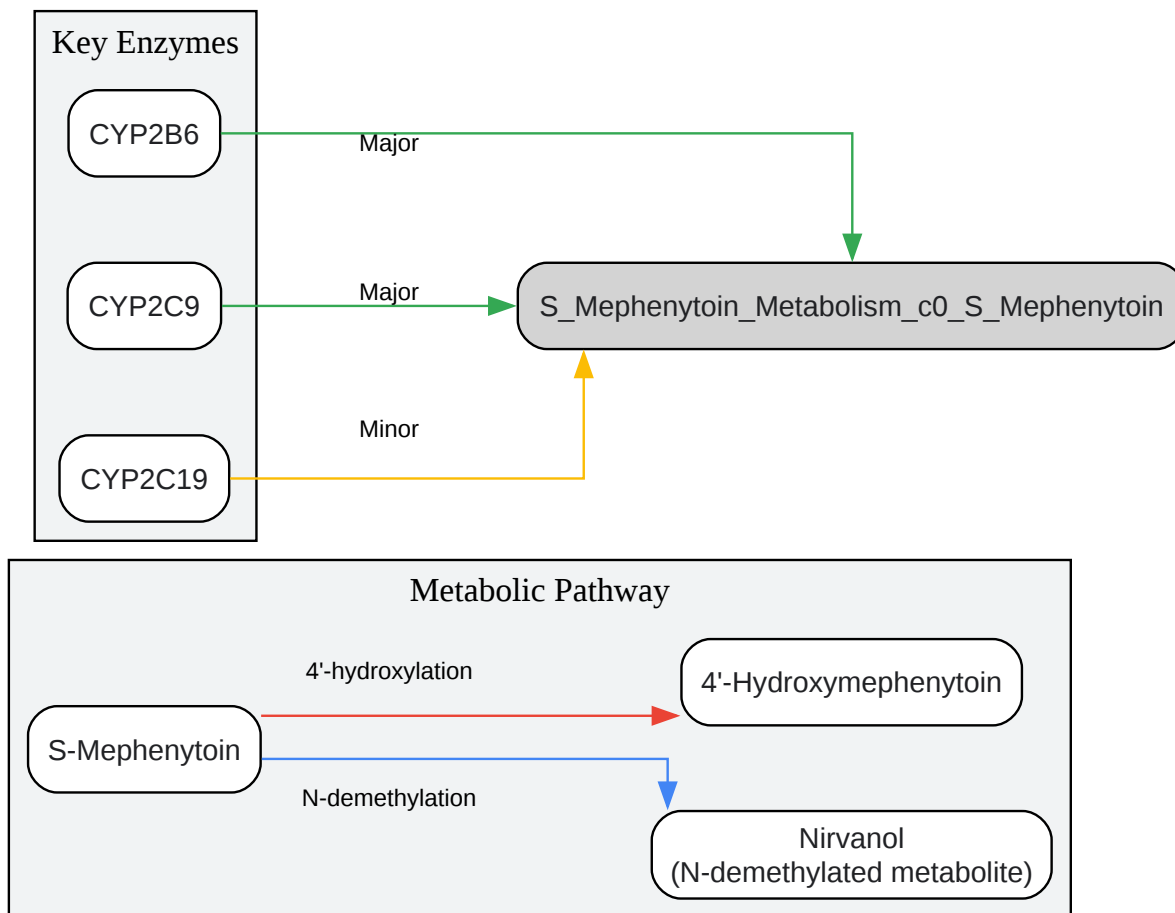 Key Enzymes
CYP2B6
Major
CYP2C9
Major
S_Mephenytoin_Metabolism_c0_S_Mephenytoin
Minor
CYP2C19
Metabolic Pathway
4'-hydroxylation
4'-Hydroxymephenytoin
S-Mephenytoin
N-demethylation
Nirvanol
(N-demethylated metabolite)